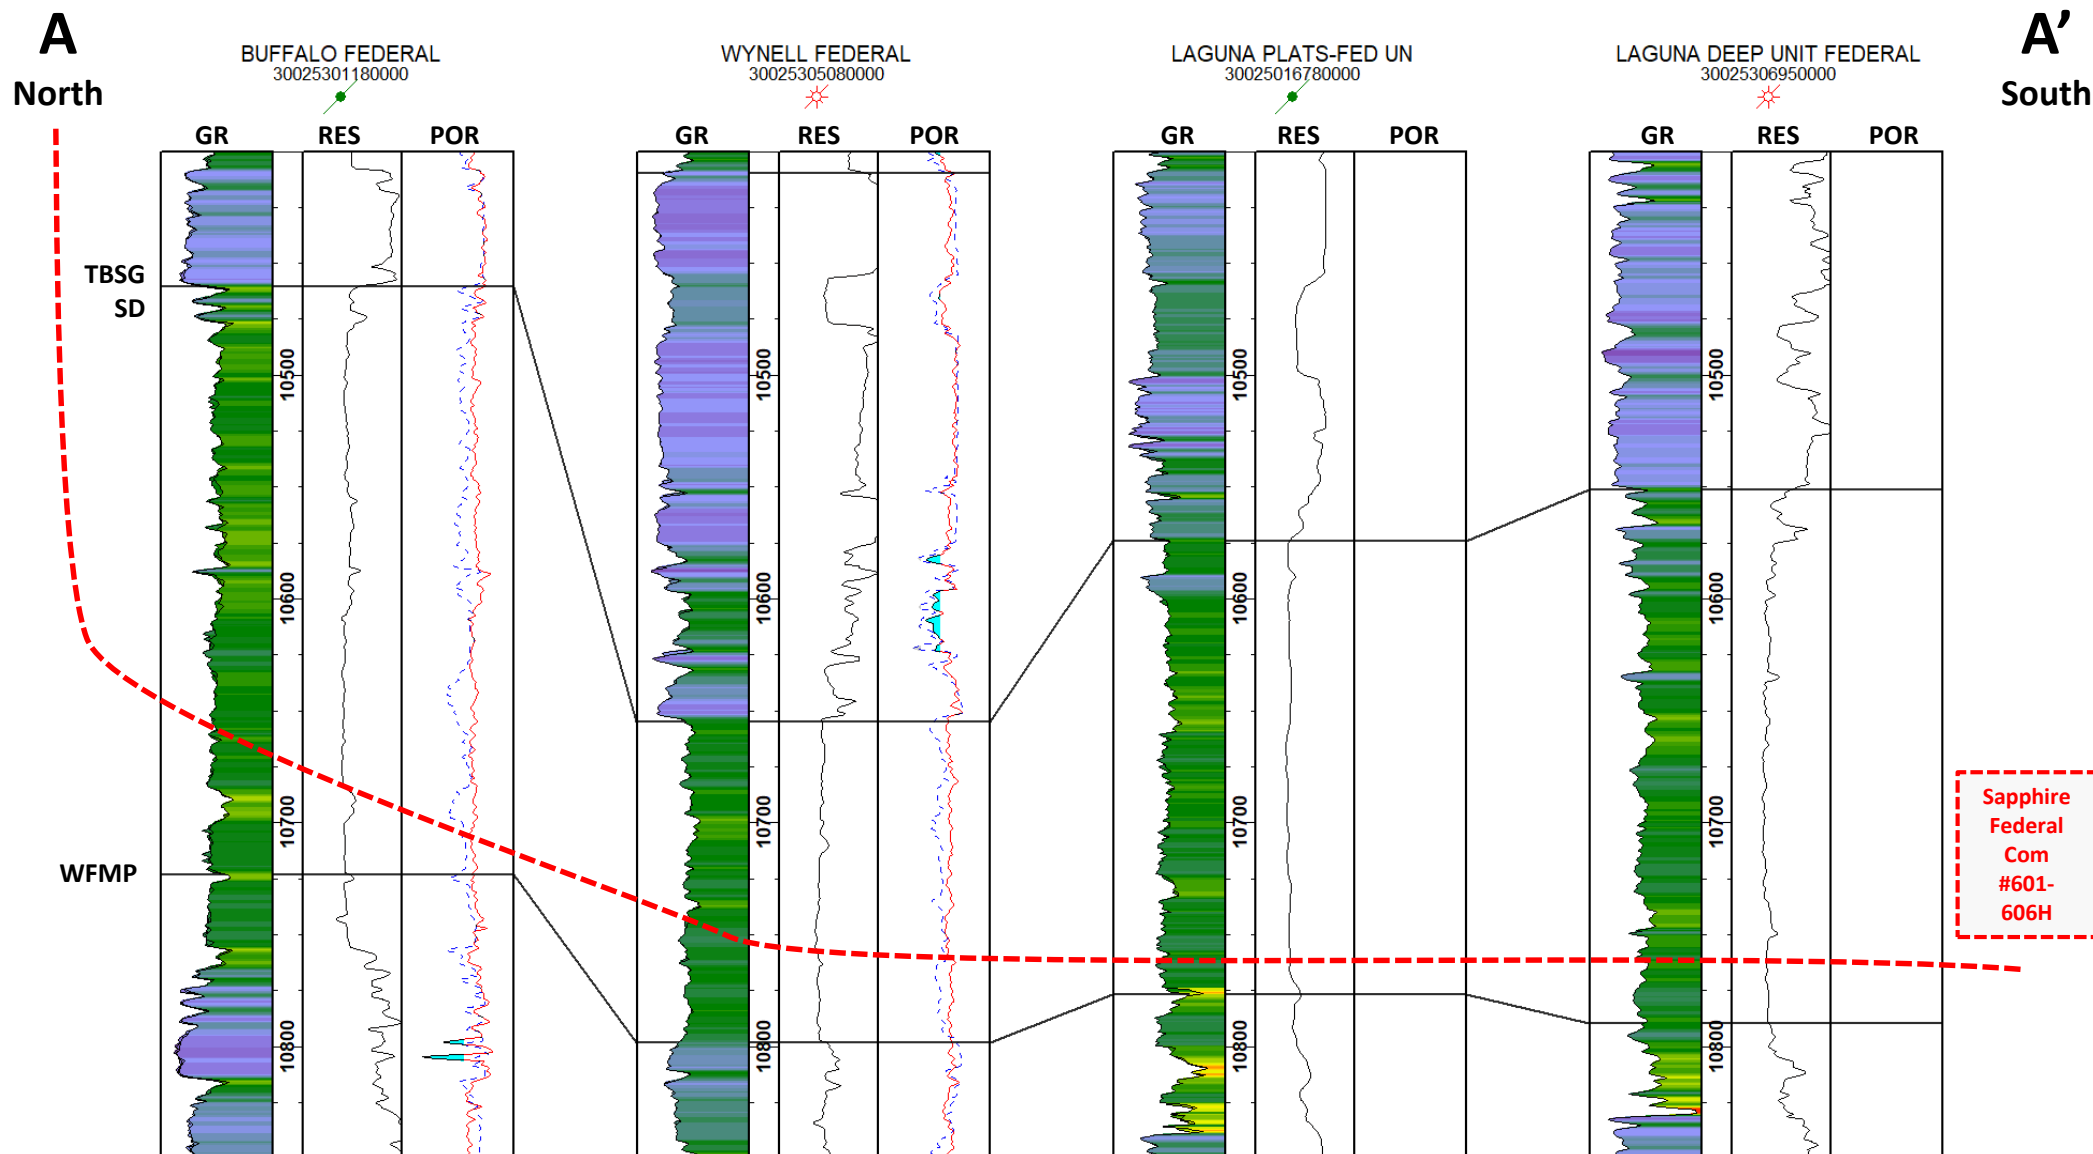 A
A'
North
South
BUFFALO FEDERAL
30025301180000
WYNELL FEDERAL
30025305080000
LAGUNA PLATS-FED UN
30025016780000
LAGUNA DEEP UNIT FEDERAL
30025306950000
GR RES POR
GR RES POR
GR RES POR
GR RES POR
TBSG
SD
WFMP
10500
10600
10700
10800
10500
10600
10700
10800
10500
10600
10700
10800
10500
10600
10700
10800
Sapphire
Federal
Com
#601-
606H